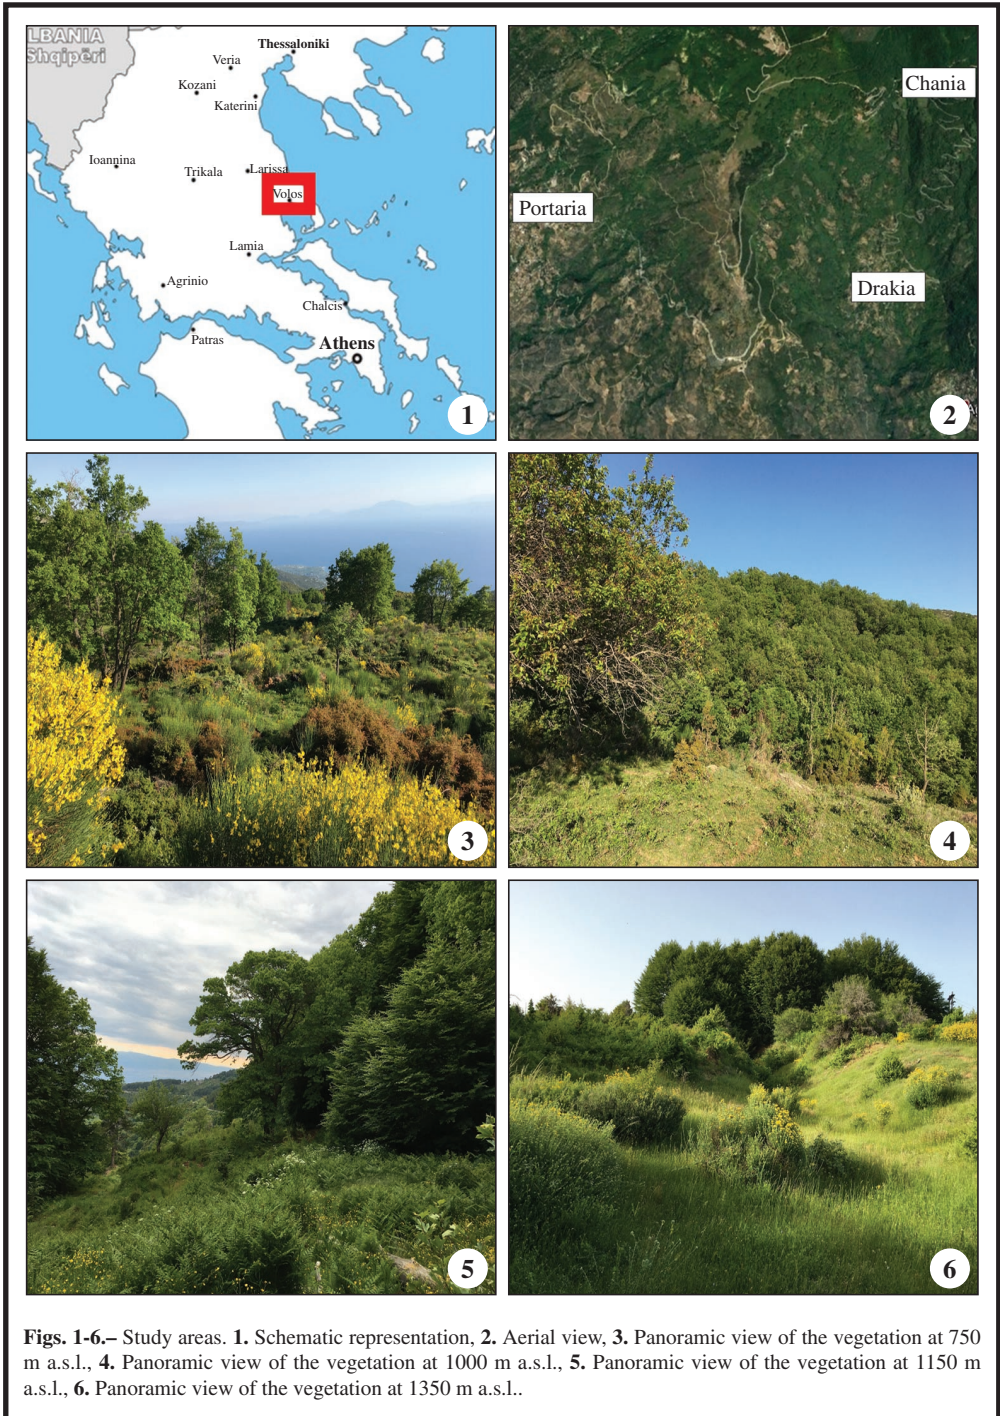 LBANIA
Shqipëri
Thessaloniki
Veria
Kozani
Katerini
Ioannina
Trikala
Larissa
Volos
Lamia
Agrinio
Chalcis
Patras
Athens
1
Chania
Portaria
Drakia
2
3
4
5
6
Figs. 1-6.– Study areas. 1. Schematic representation, 2. Aerial view, 3. Panoramic view of the vegetation at 750
m a.s.l., 4. Panoramic view of the vegetation at 1000 m a.s.l., 5. Panoramic view of the vegetation at 1150 m
a.s.l., 6. Panoramic view of the vegetation at 1350 m a.s.l..